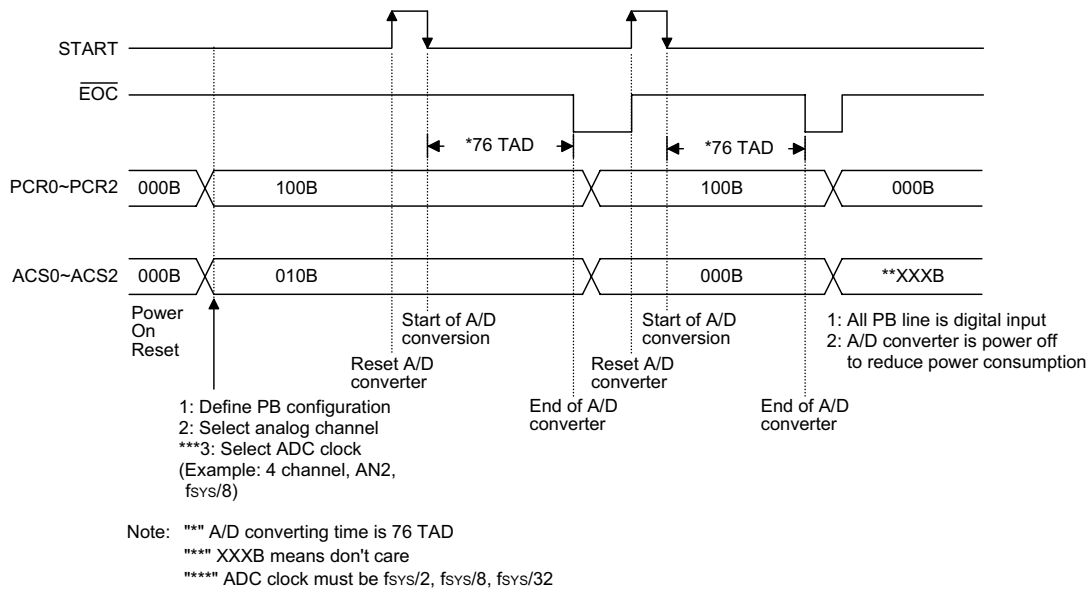 START
EOC
*76 TAD
*76 TAD
PCR0~PCR2
000B
100B
100B
000B
ACS0~ACS2
000B
010B
000B
**XXXB
Power
On
Reset
Start of A/D
conversion
Reset A/D
converter
Start of A/D
conversion
Reset A/D
converter
1: All PB line is digital input
2: A/D converter is power off
to reduce power consumption
1: Define PB configuration
2: Select analog channel
***3: Select ADC clock
(Example: 4 channel, AN2,
fSYS/8)
End of A/D
converter
End of A/D
converter
Note: "*" A/D converting time is 76 TAD
"**" XXXB means don't care
"***" ADC clock must be fSYS/2, fSYS/8, fSYS/32